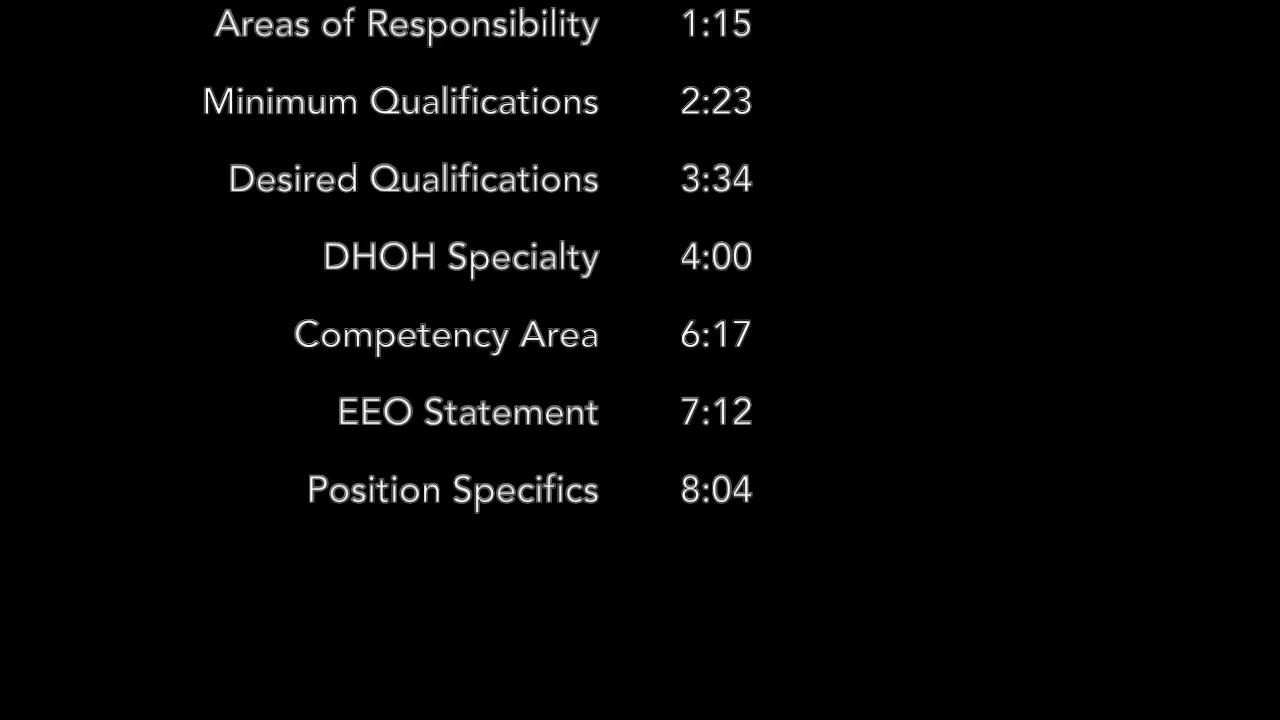 Areas of Responsibility 1:15
Minimum Qualifications 2:23
Desired Qualifications 3:34
DHOH Specialty 4:00
Competency Area 6:17
EEO Statement 7:12
Position Specifics 8:04